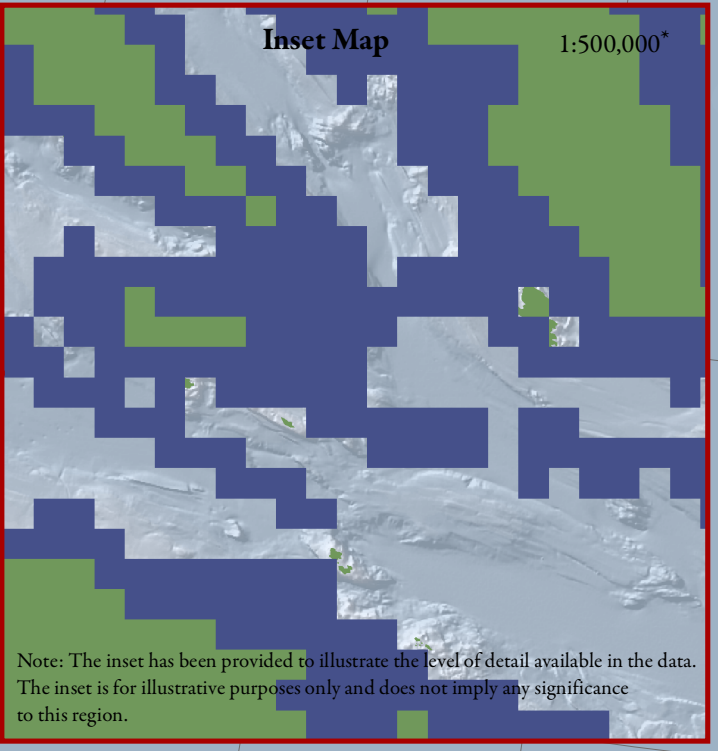 Inset Map
1:500,000*
Note: The inset has been provided to illustrate the level of detail available in the data.
The inset is for illustrative purposes only and does not imply any significance
to this region.